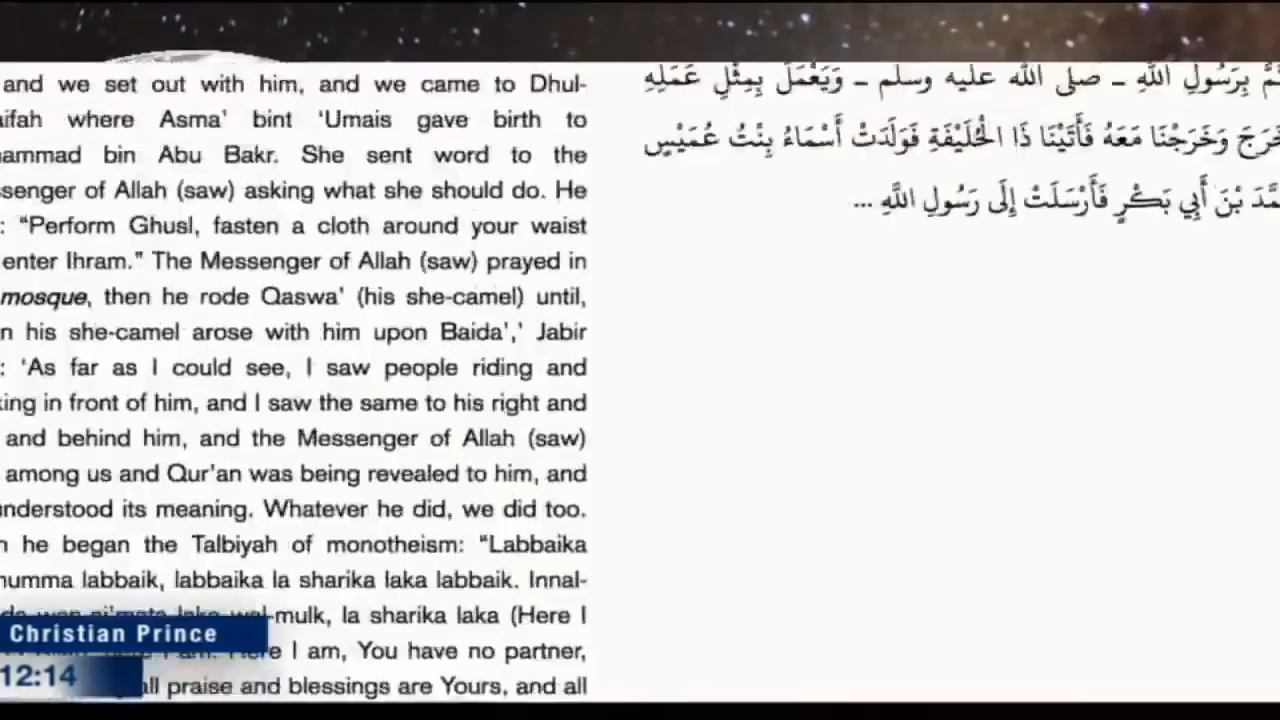 and we set out with him, and we came to Dhul-
where Asma’ bint ‘Umais gave birth to
bin Abu Bakr. She sent word to the
of Allah (saw) asking what she should do. He
: “Perform Ghusl, fasten a cloth around your waist
enter Ihram.” The Messenger of Allah (saw) prayed in
mosque, then he rode Qaswa’ (his she-camel) until,
his she-camel arose with him upon Baida’,’ Jabir
: ‘As far as I could see, I saw people riding and
in front of him, and I saw the same to his right and
and behind him, and the Messenger of Allah (saw)
among us and Qur’an was being revealed to him, and
understood its meaning. Whatever he did, we did too.
he began the Talbiyah of monotheism: “Labbaika
labbaik, labbaika la sharika laka labbaik. Innal-
-mulk, la sharika laka (Here I
I am, You have no partner,
all praise and blessings are Yours, and all
بِرَسُولِ اللَّهِ ـ صلى الله عليه وسلم ـ وَيَعْمَلَ بِمِثْلِ عَمَلِهِ
وَخَرَجْنَا مَعَهُ فَأَتَيْنَا ذَا الْحُلَيْفَةِ فَوَلَدَتْ أَسْمَاءُ بِنْتُ عُمَيْسٍ
بْنَ أَبِي بَكْرٍ فَأَرْسَلَتْ إِلَى رَسُولِ اللَّهِ ...
Christian Prince
12:14